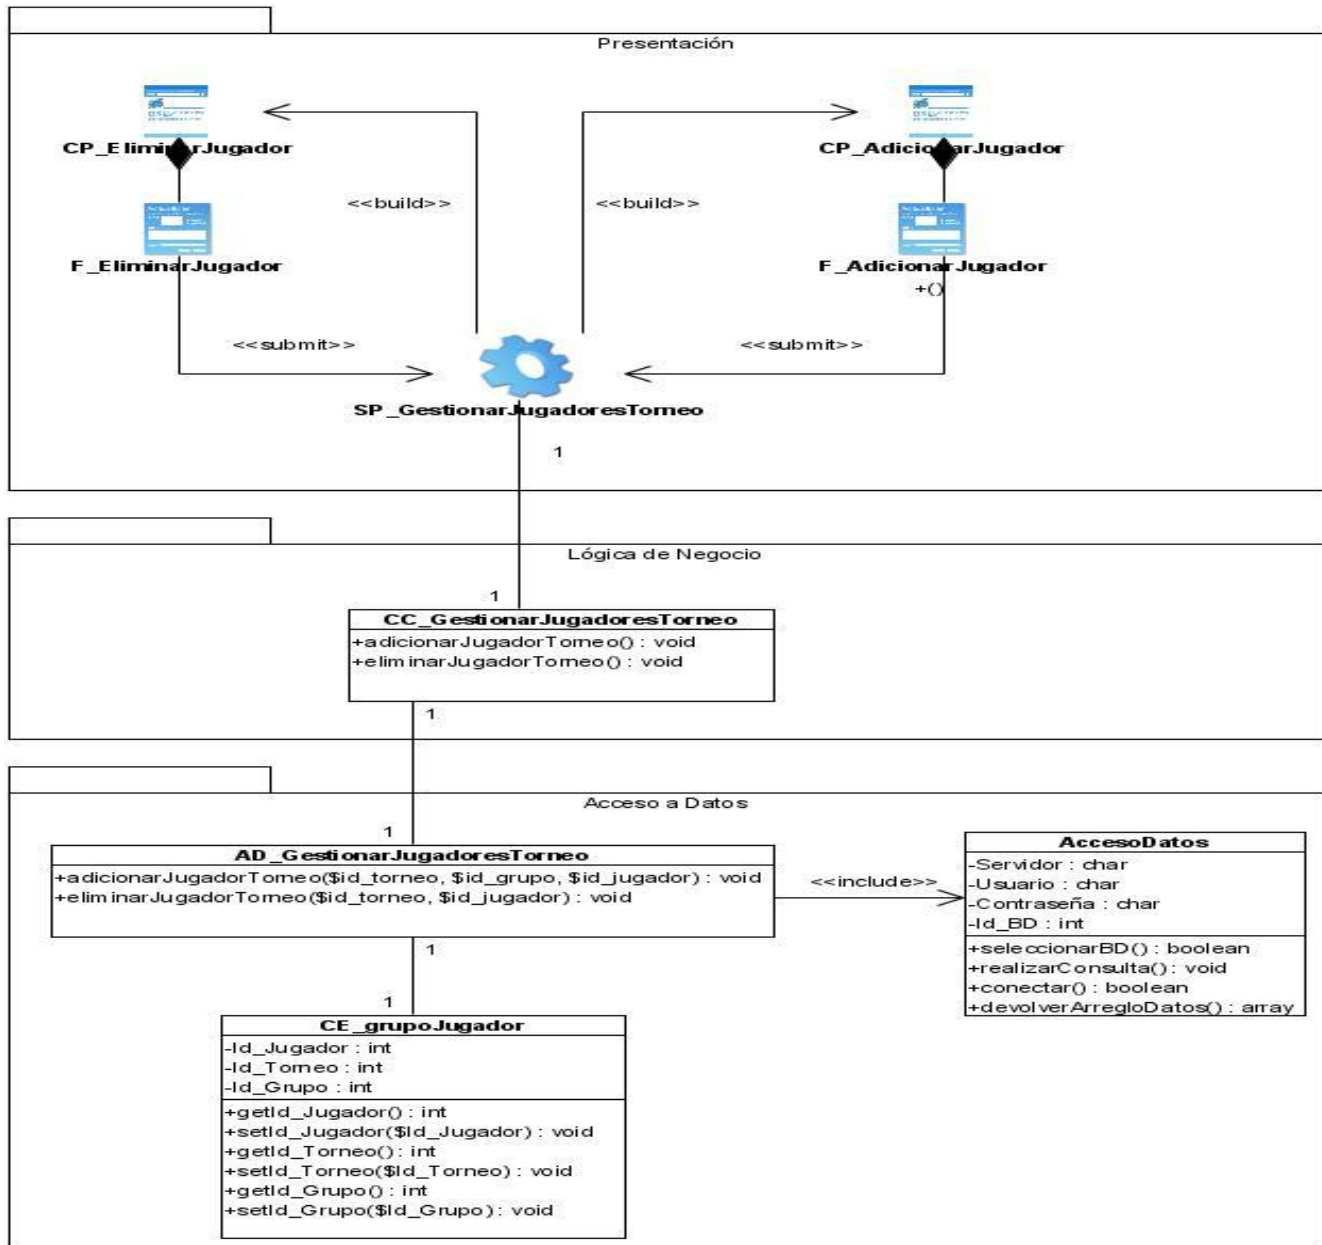 Presentación
CP_EliminarJugador
CP_AdicionarJugador
<<build>>
<<build>>
F_EliminarJugador
F_AdicionarJugador
+()
<<submit>>
<<submit>>
SP_GestionarJugadoresTorneo
1
Lógica de Negocio
1
CC_GestionarJugadoresTorneo
+adicionarJugadorTorneo() : void
+eliminarJugadorTorneo() : void
1
Acceso a Datos
1
AD_GestionarJugadoresTorneo
+adicionarJugadorTorneo($id_torneo, $id_grupo, $id_jugador) : void
+eliminarJugadorTorneo($id_torneo, $id_jugador) : void
<<include>>
AccesoDatos
-Servidor : char
-Usuario : char
-Contraseña : char
-Id_BD : int
+seleccionarBD() : boolean
+realizarConsulta() : void
+conectar() : boolean
+devolverArregloDatos() : array
1
1
CE_grupoJugador
-Id_Jugador : int
-Id_Torneo : int
-Id_Grupo : int
+getId_Jugador() : int
+setId_Jugador($Id_Jugador) : void
+getId_Torneo() : int
+setId_Torneo($Id_Torneo) : void
+getId_Grupo() : int
+setId_Grupo($Id_Grupo) : void